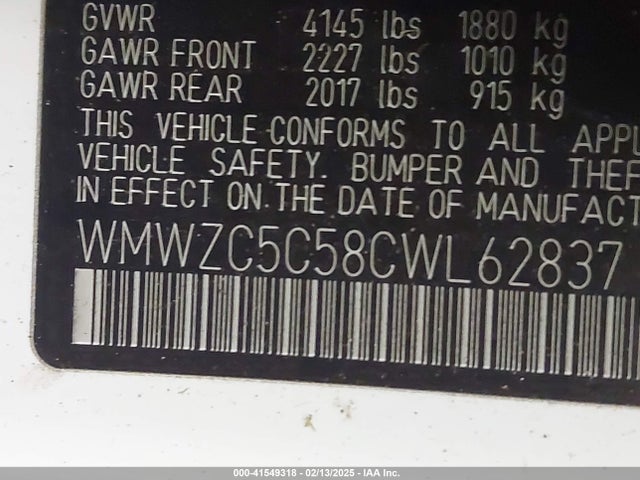 GVWR 4145 lbs 1880 kg
GAWR FRONT 2227 lbs 1010 kg
GAWR REAR 2017 lbs 915 kg
THIS VEHICLE CONFORMS TO ALL APPL
VEHICLE SAFETY. BUMPER AND THEF
IN EFFECT ON THE DATE OF MANUFACT
WMWZC5C58CWL62837
000-41549318 - 02/13/2025 - IAA Inc.